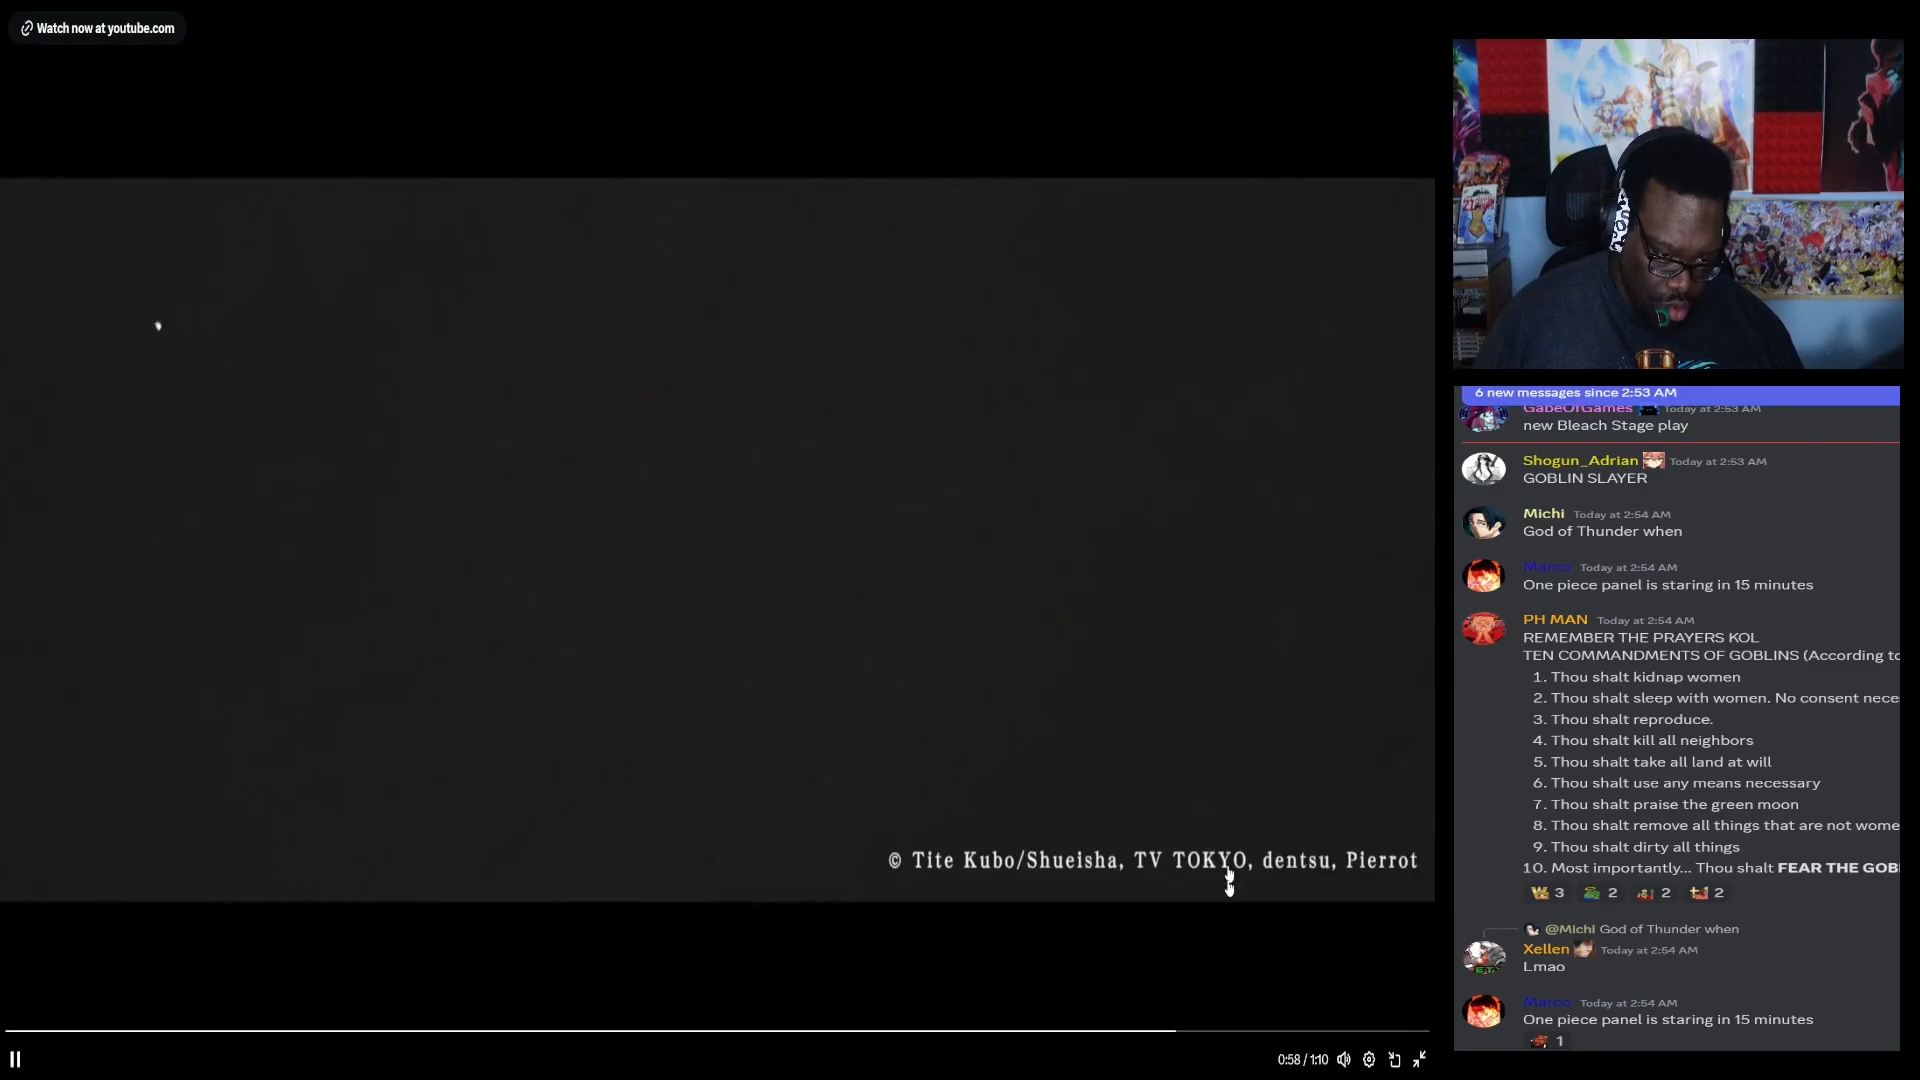 Watch now at youtube.com
© Tite Kubo/Shueisha, TV TOKYO, dentsu, Pierrot
0:58 / 1:10
6 new messages since 2:53 AM
GabeOfGames Today at 2:53 AM
new Bleach Stage play
Shogun_Adrian Today at 2:53 AM
GOBLIN SLAYER
Michi Today at 2:54 AM
God of Thunder when
Marco Today at 2:54 AM
One piece panel is staring in 15 minutes
PH MAN Today at 2:54 AM
REMEMBER THE PRAYERS KOL
TEN COMMANDMENTS OF GOBLINS (According to
1. Thou shalt kidnap women
2. Thou shalt sleep with women. No consent nece
3. Thou shalt reproduce.
4. Thou shalt kill all neighbors
5. Thou shalt take all land at will
6. Thou shalt use any means necessary
7. Thou shalt praise the green moon
8. Thou shalt remove all things that are not wome
9. Thou shalt dirty all things
10. Most importantly... Thou shalt FEAR THE GOB
3 2 2 2
@Michi God of Thunder when
Xellen Today at 2:54 AM
Lmao
Marco Today at 2:54 AM
One piece panel is staring in 15 minutes
1